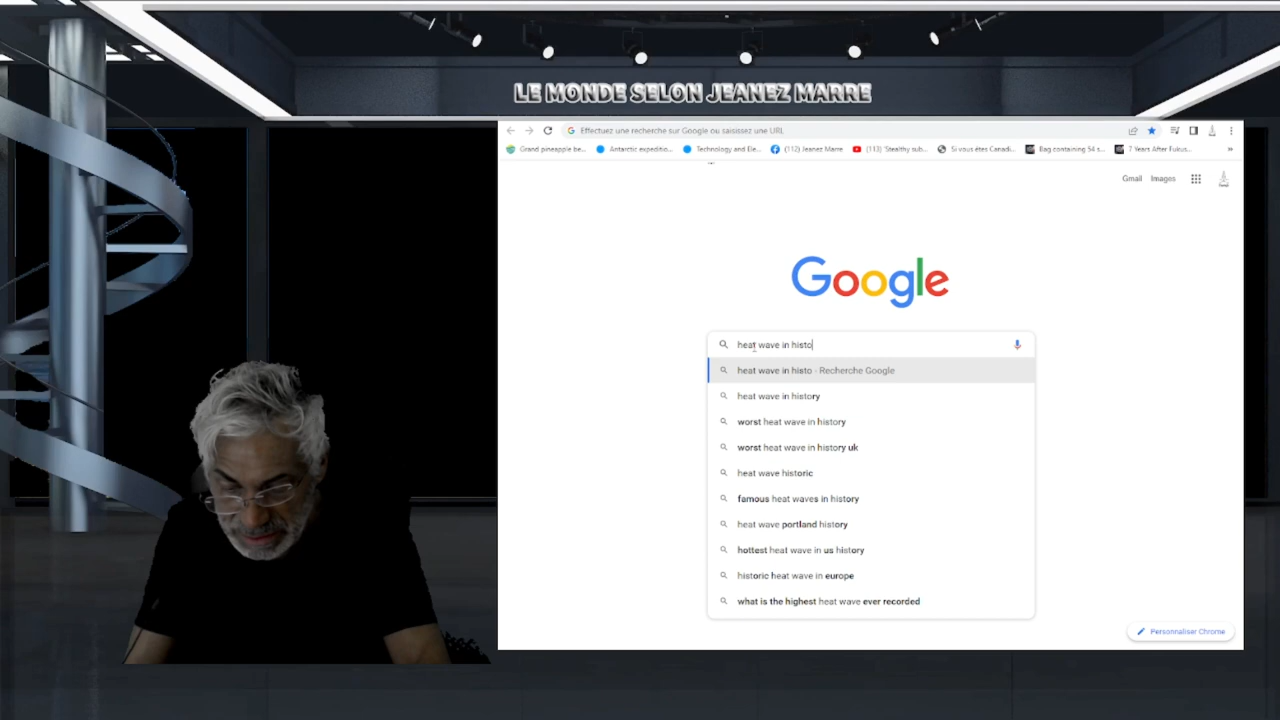 LE MONDE SELON JEANEZ MARRE
Effectuez une recherche sur Google ou saisissez une URL
Grand pineapple be... Antarctic expeditio... Technology and Ele... (112) Jeanez Marre (113) 'Stealthy sub... Si vous êtes Canadi... Bag containing 54 s... 7 Years After Fukus...
Gmail Images
Google
heat wave in histo
heat wave in histo - Recherche Google
heat wave in history
worst heat wave in history
worst heat wave in history uk
heat wave historic
famous heat waves in history
heat wave portland history
hottest heat wave in us history
historic heat wave in europe
what is the highest heat wave ever recorded
Personnaliser Chrome